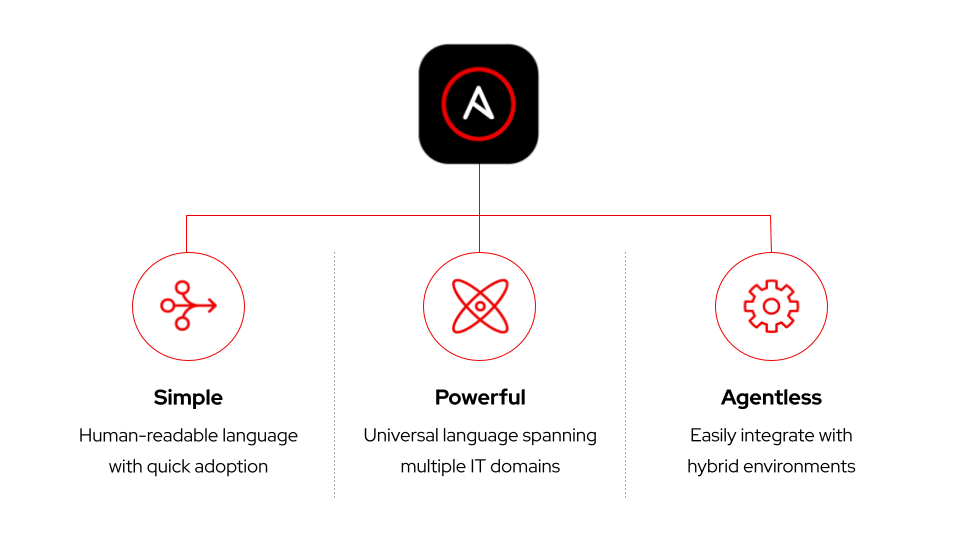 Simple
Human-readable language
with quick adoption
Powerful
Universal language spanning
multiple IT domains
Agentless
Easily integrate with
hybrid environments